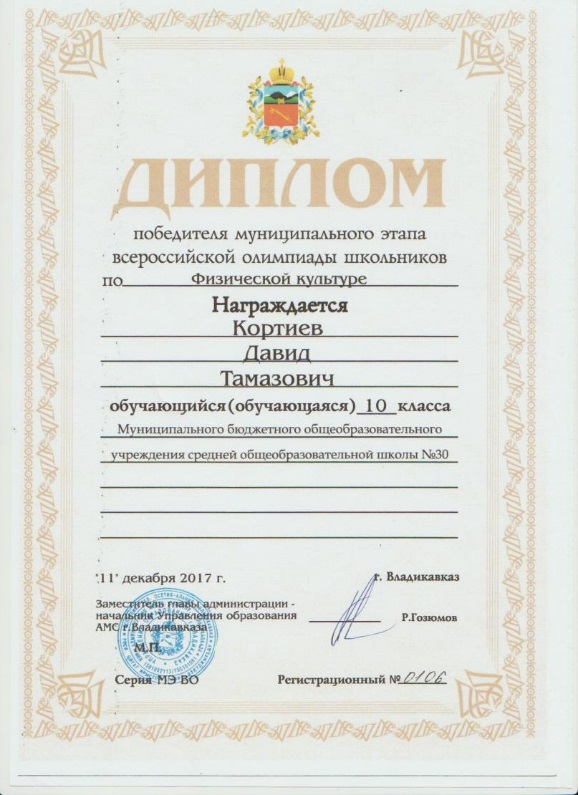 ДИПЛОМ
победителя муниципального этапа
всероссийской олимпиады школьников
по Физической культуре
Награждается
Кортиев
Давид
Тамазович
обучающийся(обучающаяся) 10 класса
Муниципального бюджетного общеобразовательного
учреждения средней общеобразовательной школы №30
"11" декабря 2017 г.
г. Владикавказ
Заместитель главы администрации -
начальник Управления образования
АМС г.Владикавказа
Р.Гозюмов
М.П.
Серия МЭ ВО
Регистрационный № 0106